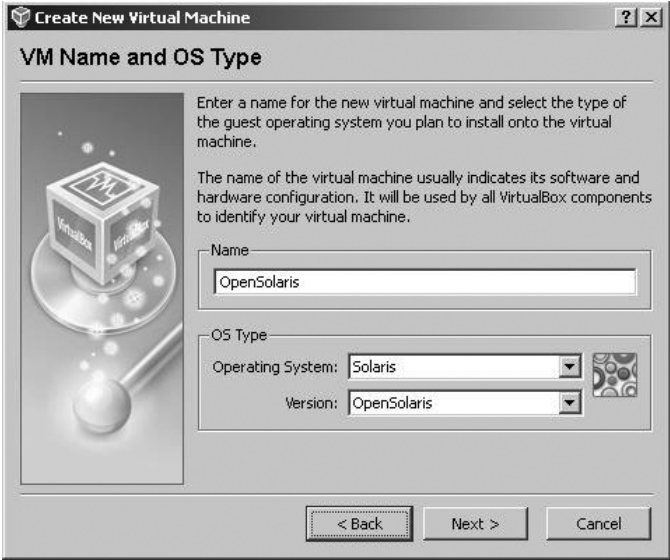 Create New Virtual Machine
VM Name and OS Type
Enter a name for the new virtual machine and select the type of
the guest operating system you plan to install onto the virtual
machine.
The name of the virtual machine usually indicates its software and
hardware configuration. It will be used by all VirtualBox components
to identify your virtual machine.
VirtualBox
Name
OpenSolaris
OS Type
Operating System: Solaris
Version: OpenSolaris
< Back Next > Cancel